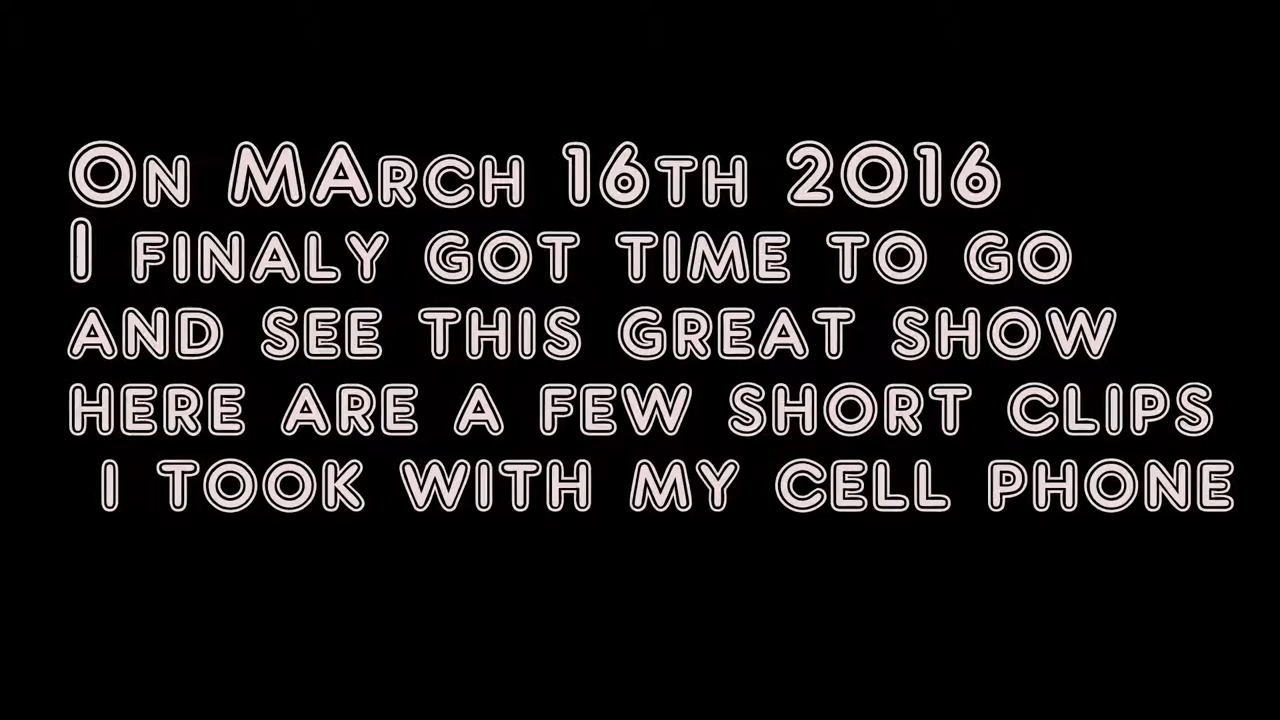 On MArch 16th 2016
I finaly got time to go
and see this great show
here are a few short clips
i took with my cell phone